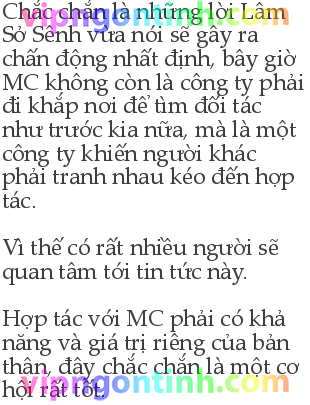 Chắc chắn là những lời Lâm
Sở Sênh vừa nói sẽ gây ra
chấn động nhất định, bây giờ
MC không còn là công ty phải
đi khắp nơi để tìm đối tác
như trước kia nữa, mà là một
công ty khiến người khác
phải tranh nhau kéo đến hợp
tác.
Vì thế có rất nhiều người sẽ
quan tâm tới tin tức này.
Hợp tác với MC phải có khả
năng và giá trị riêng của bản
thân, đây chắc chắn là một cơ
hội rất tốt.
vipngontinh.com
vipngontinh.com